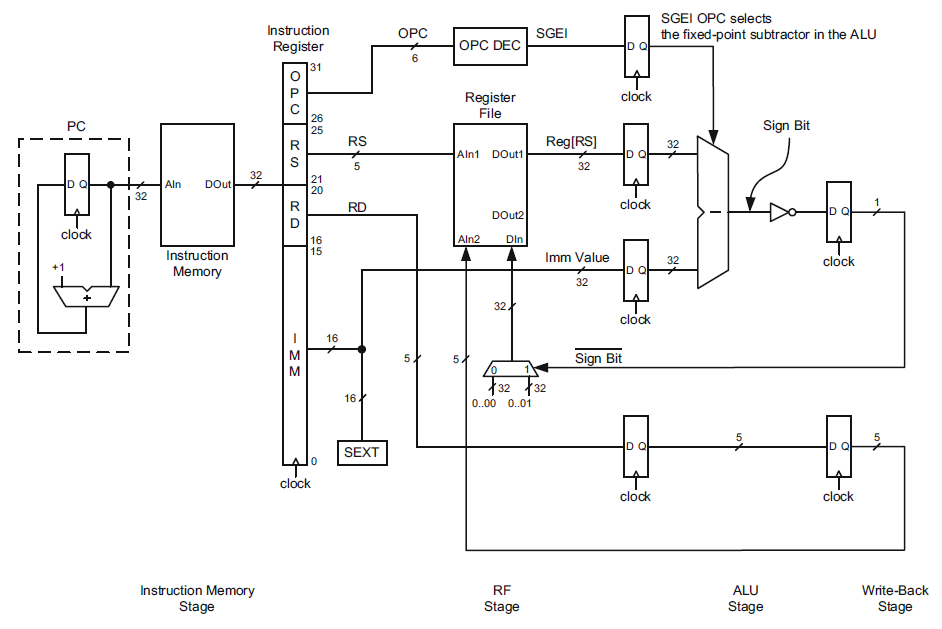 SGEI OPC selects
the fixed-point subtractor in the ALU
Instruction
Register
OPC
6
OPC DEC
SGEI
D Q
clock
31
O
P
C
26
25
Register
File
PC
Sign Bit
D Q
clock
+1
+
32
AIn
DOut
Instruction
Memory
32
R
S
21
20
R
D
16
15
RS
5
RD
AIn1
DOut1
DOut2
AIn2
DIn
Reg[RS]
32
D Q
clock
32
Imm Value
32
D Q
clock
32
D Q
clock
1
I
M
M
0
clock
16
16
SEXT
5
5
32
0
1
32
32
0..00
0..01
Sign Bit
D Q
clock
5
D Q
clock
5
Instruction Memory
Stage
RF
Stage
ALU
Stage
Write-Back
Stage